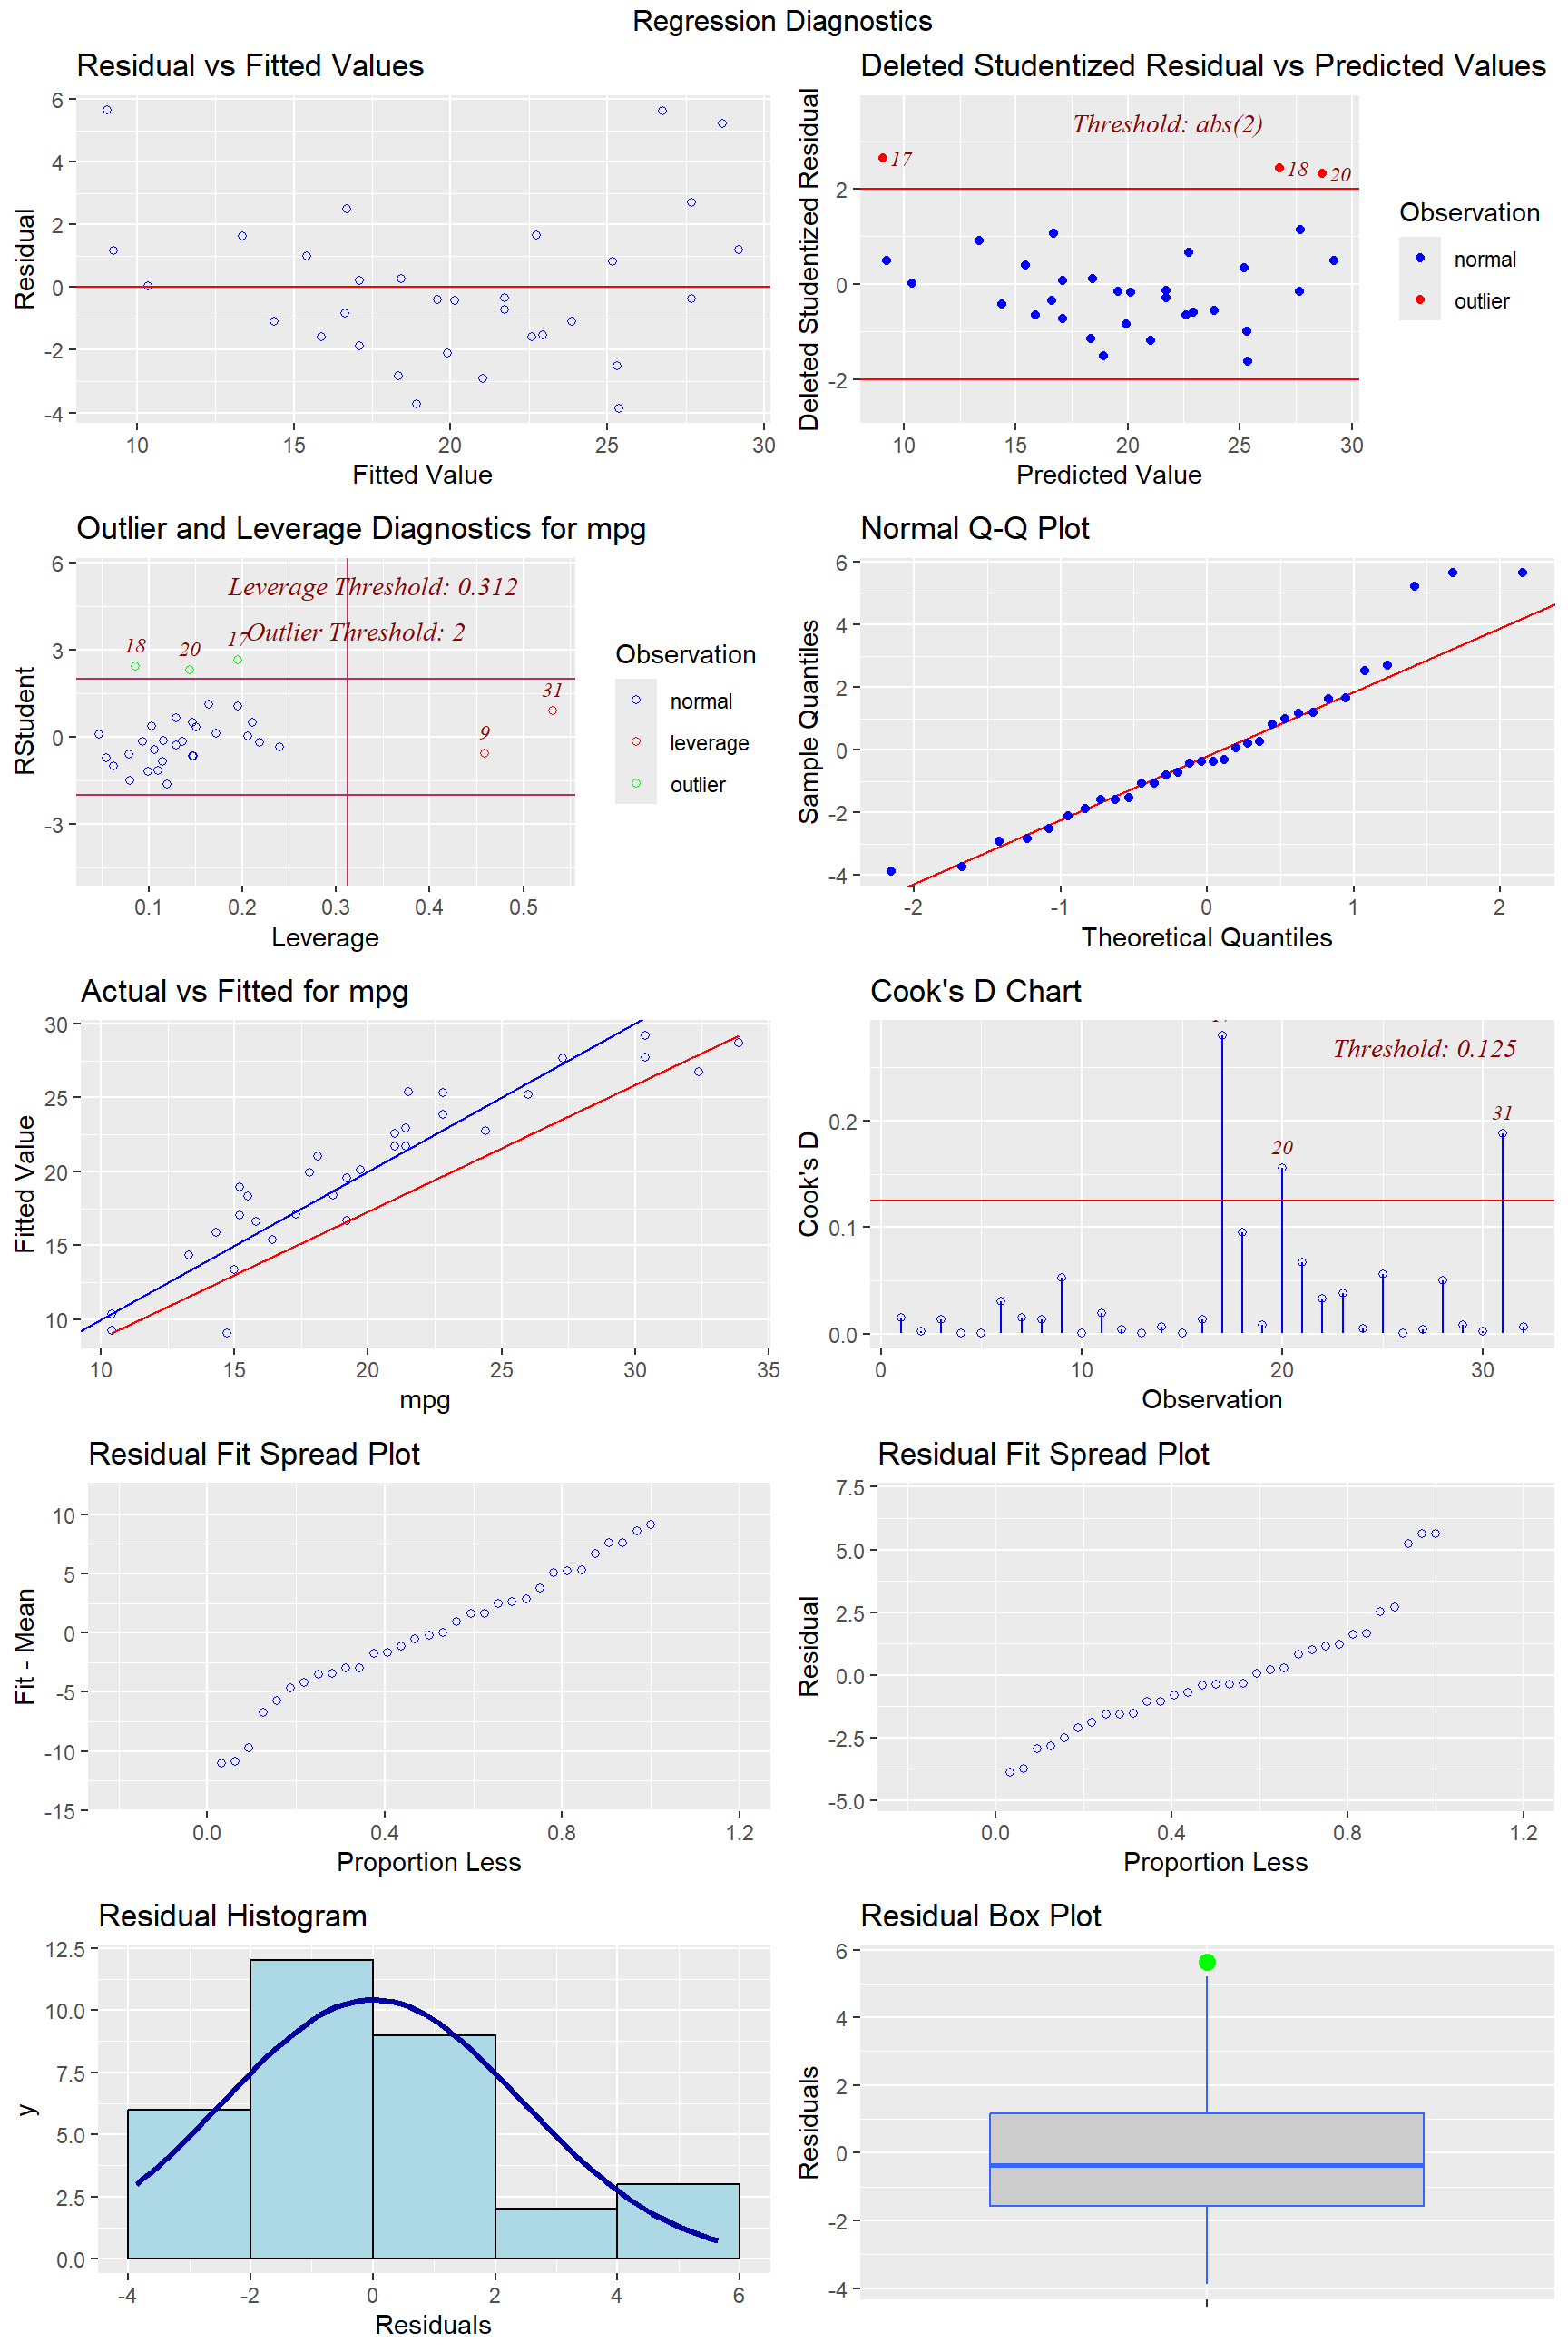 Regression Diagnostics
Residual vs Fitted Values
6
4
2
0
-2
-4
Residual
10 15 20 25 30
Fitted Value
Deleted Studentized Residual vs Predicted Values
Threshold: abs(2)
17
18
20
2
0
-2
Deleted Studentized Residual
10 15 20 25 30
Predicted Value
Observation
normal
outlier
Outlier and Leverage Diagnostics for mpg
Leverage Threshold: 0.312
Outlier Threshold: 2
18
20
17
31
9
6
3
0
-3
RStudent
0.1 0.2 0.3 0.4 0.5
Leverage
Observation
normal
leverage
outlier
Normal Q-Q Plot
6
4
2
0
-2
-4
Sample Quantiles
-2 -1 0 1 2
Theoretical Quantiles
Actual vs Fitted for mpg
30
25
20
15
10
Fitted Value
10 15 20 25 30 35
mpg
Cook's D Chart
Threshold: 0.125
31
20
0.2
0.1
0.0
Cook's D
0 10 20 30
Observation
Residual Fit Spread Plot
10
5
0
-5
-10
-15
Fit - Mean
0.0 0.4 0.8 1.2
Proportion Less
Residual Fit Spread Plot
7.5
5.0
2.5
0.0
-2.5
-5.0
Residual
0.0 0.4 0.8 1.2
Proportion Less
Residual Histogram
12.5
10.0
7.5
5.0
2.5
0.0
y
-4 -2 0 2 4 6
Residuals
Residual Box Plot
6
4
2
0
-2
-4
Residuals